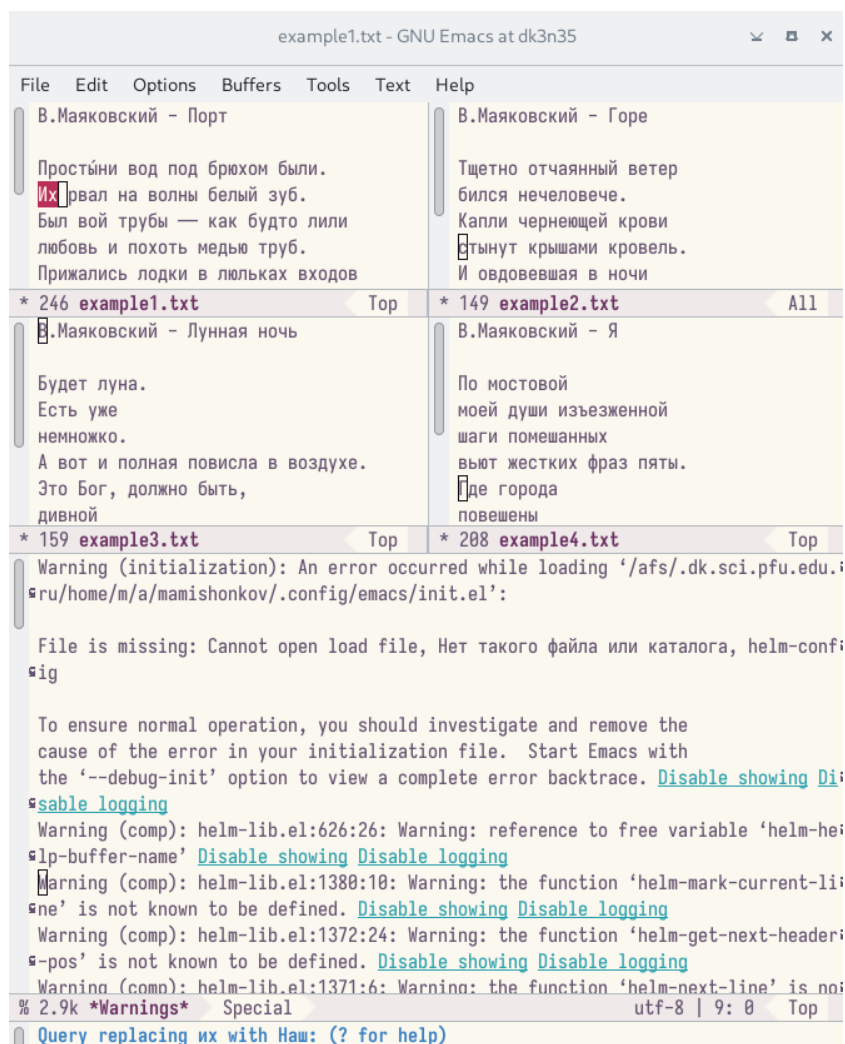 example1.txt - GNU Emacs at dk3n35
File Edit Options Buffers Tools Text Help
В.Маяковский - Порт
Просты́ни вод под брюхом были.
Их рвал на волны белый зуб.
Был вой трубы — как будто лили
любовь и похоть медью труб.
Прижались лодки в люльках входов
* 246 example1.txt Top
В.Маяковский - Горе
Тщетно отчаянный ветер
бился нечеловече.
Капли чернеющей крови
стынут крышами кровель.
И овдовевшая в ночи
* 149 example2.txt All
В.Маяковский - Лунная ночь
Будет луна.
Есть уже
немножко.
А вот и полная повисла в воздухе.
Это Бог, должно быть,
дивной
* 159 example3.txt Top
В.Маяковский - Я
По мостовой
моей души изъезженной
шаги помешанных
вьют жестких фраз пяты.
Где города
повешены
* 208 example4.txt Top
Warning (initialization): An error occurred while loading ‘/afs/.dk.sci.pfu.edu.
ru/home/m/a/mamishonkov/.config/emacs/init.el’:
File is missing: Cannot open load file, Нет такого файла или каталога, helm-conf
ig
To ensure normal operation, you should investigate and remove the
cause of the error in your initialization file.  Start Emacs with
the ‘--debug-init’ option to view a complete error backtrace. Disable showing Di
sable logging
Warning (comp): helm-lib.el:626:26: Warning: reference to free variable ‘helm-he
lp-buffer-name’ Disable showing Disable logging
Warning (comp): helm-lib.el:1380:10: Warning: the function ‘helm-mark-current-li
ne’ is not known to be defined. Disable showing Disable logging
Warning (comp): helm-lib.el:1372:24: Warning: the function ‘helm-get-next-header
-pos’ is not known to be defined. Disable showing Disable logging
Warning (comp): helm-lib.el:1371:6: Warning: the function ‘helm-next-line’ is no
% 2.9k *Warnings* Special utf-8 | 9: 0 Top
Query replacing их with Наш: (? for help)